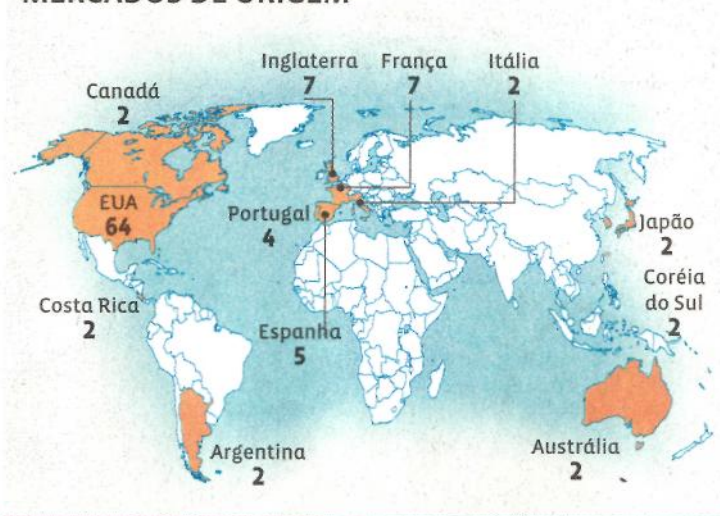 Inglaterra
7
França
7
Itália
2
Canadá
2
EUA
64
Portugal
4
Japão
2
Coréia
do Sul
2
Costa Rica
2
Espanha
5
Argentina
2
Austrália
2